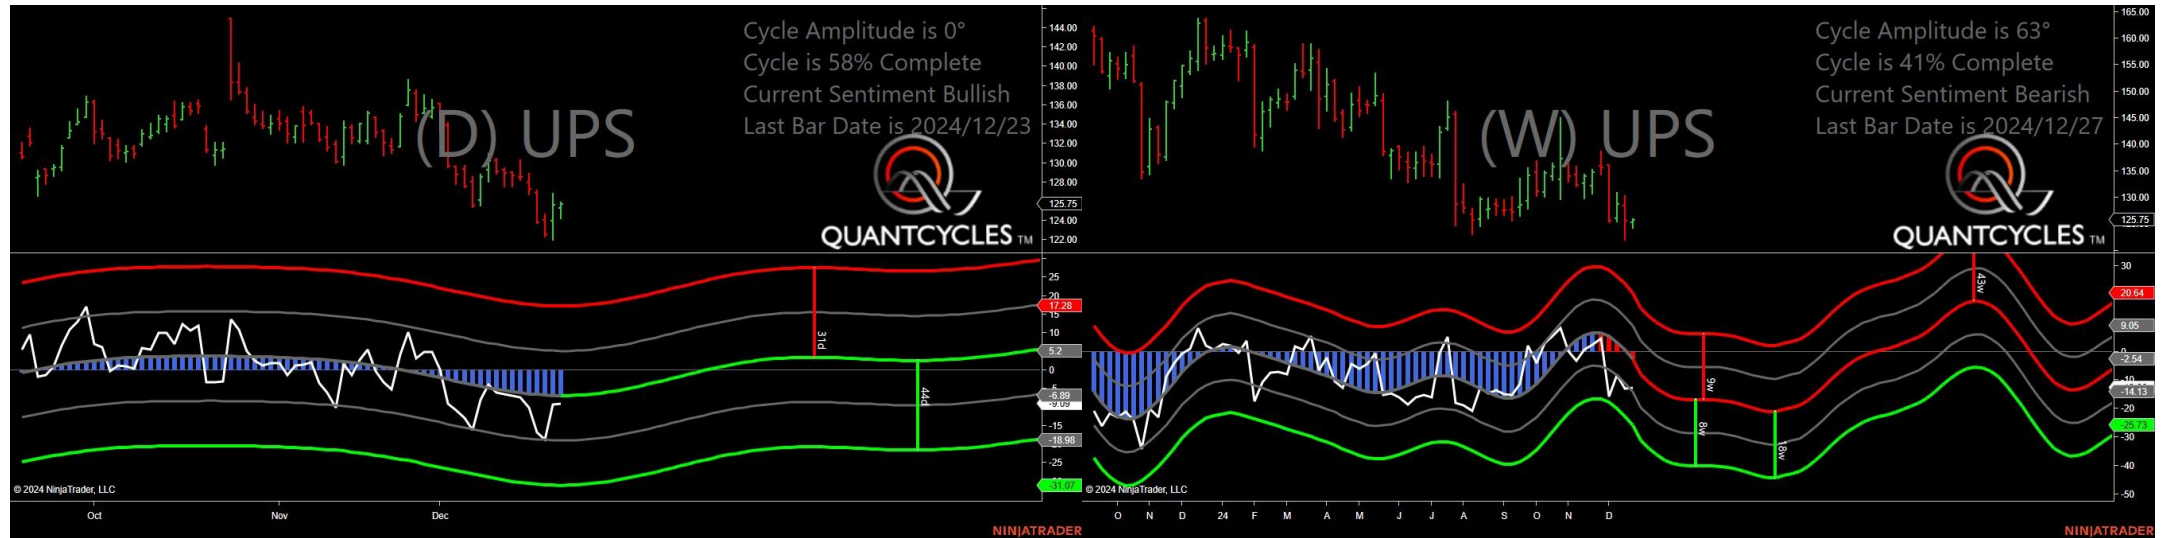 Cycle Amplitude is 0°
Cycle is 58% Complete
Current Sentiment Bullish
Last Bar Date is 2024/12/23
(D) UPS
QUANTCYCLES TM
144.00
142.00
140.00
138.00
136.00
134.00
132.00
130.00
128.00
125.75
124.00
122.00
25
20
17.28
15
10
5.2
0
-6.89
-9.09
-15
-18.98
-25
-31.07
31d
44d
© 2024 NinjaTrader, LLC
Oct Nov Dec
NINJATRADER
Cycle Amplitude is 63°
Cycle is 41% Complete
Current Sentiment Bearish
Last Bar Date is 2024/12/27
(W) UPS
QUANTCYCLES TM
165.00
160.00
155.00
150.00
145.00
140.00
135.00
130.00
125.75
30
20.64
9.05
0
-2.54
-14.13
-20
-25.73
-30
-40
-50
43w
9w
8w
18w
© 2024 NinjaTrader, LLC
O N D 24 F M A M J J A S O N D
NINJATRADER